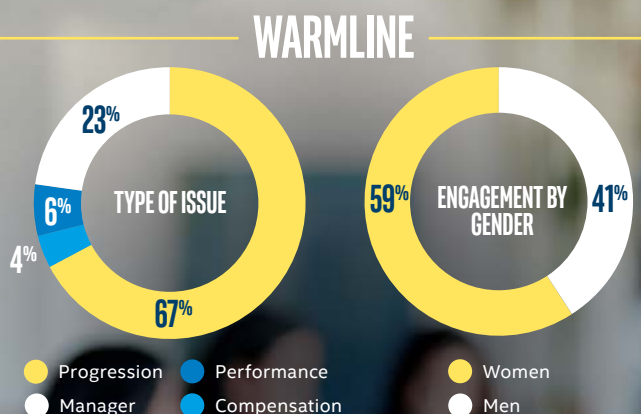 WARMLINE
23%
6%
4%
67%
TYPE OF ISSUE
59%
41%
ENGAGEMENT BY
GENDER
Progression
Performance
Manager
Compensation
Women
Men